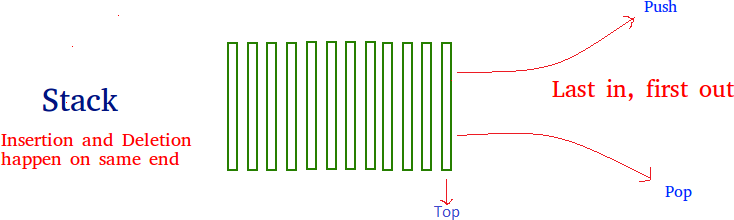 Push
Last in, first out
Stack
Insertion and Deletion
happen on same end
Pop
Top